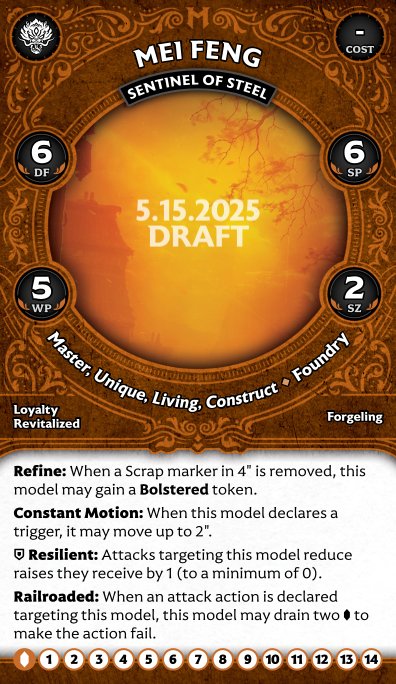 -
COST
MEI FENG
SENTINEL OF STEEL
6
DF
6
SP
5.15.2025
DRAFT
5
WP
2
SZ
Master, Unique, Living, Construct ♦ Foundry
Loyalty
Revitalized
Forgeling
Refine: When a Scrap marker in 4" is removed, this
model may gain a Bolstered token.
Constant Motion: When this model declares a
trigger, it may move up to 2".
Resilient: Attacks targeting this model reduce
raises they receive by 1 (to a minimum of 0).
Railroaded: When an attack action is declared
targeting this model, this model may drain two to
make the action fail.
1 2 3 4 5 6 7 8 9 10 11 12 13 14